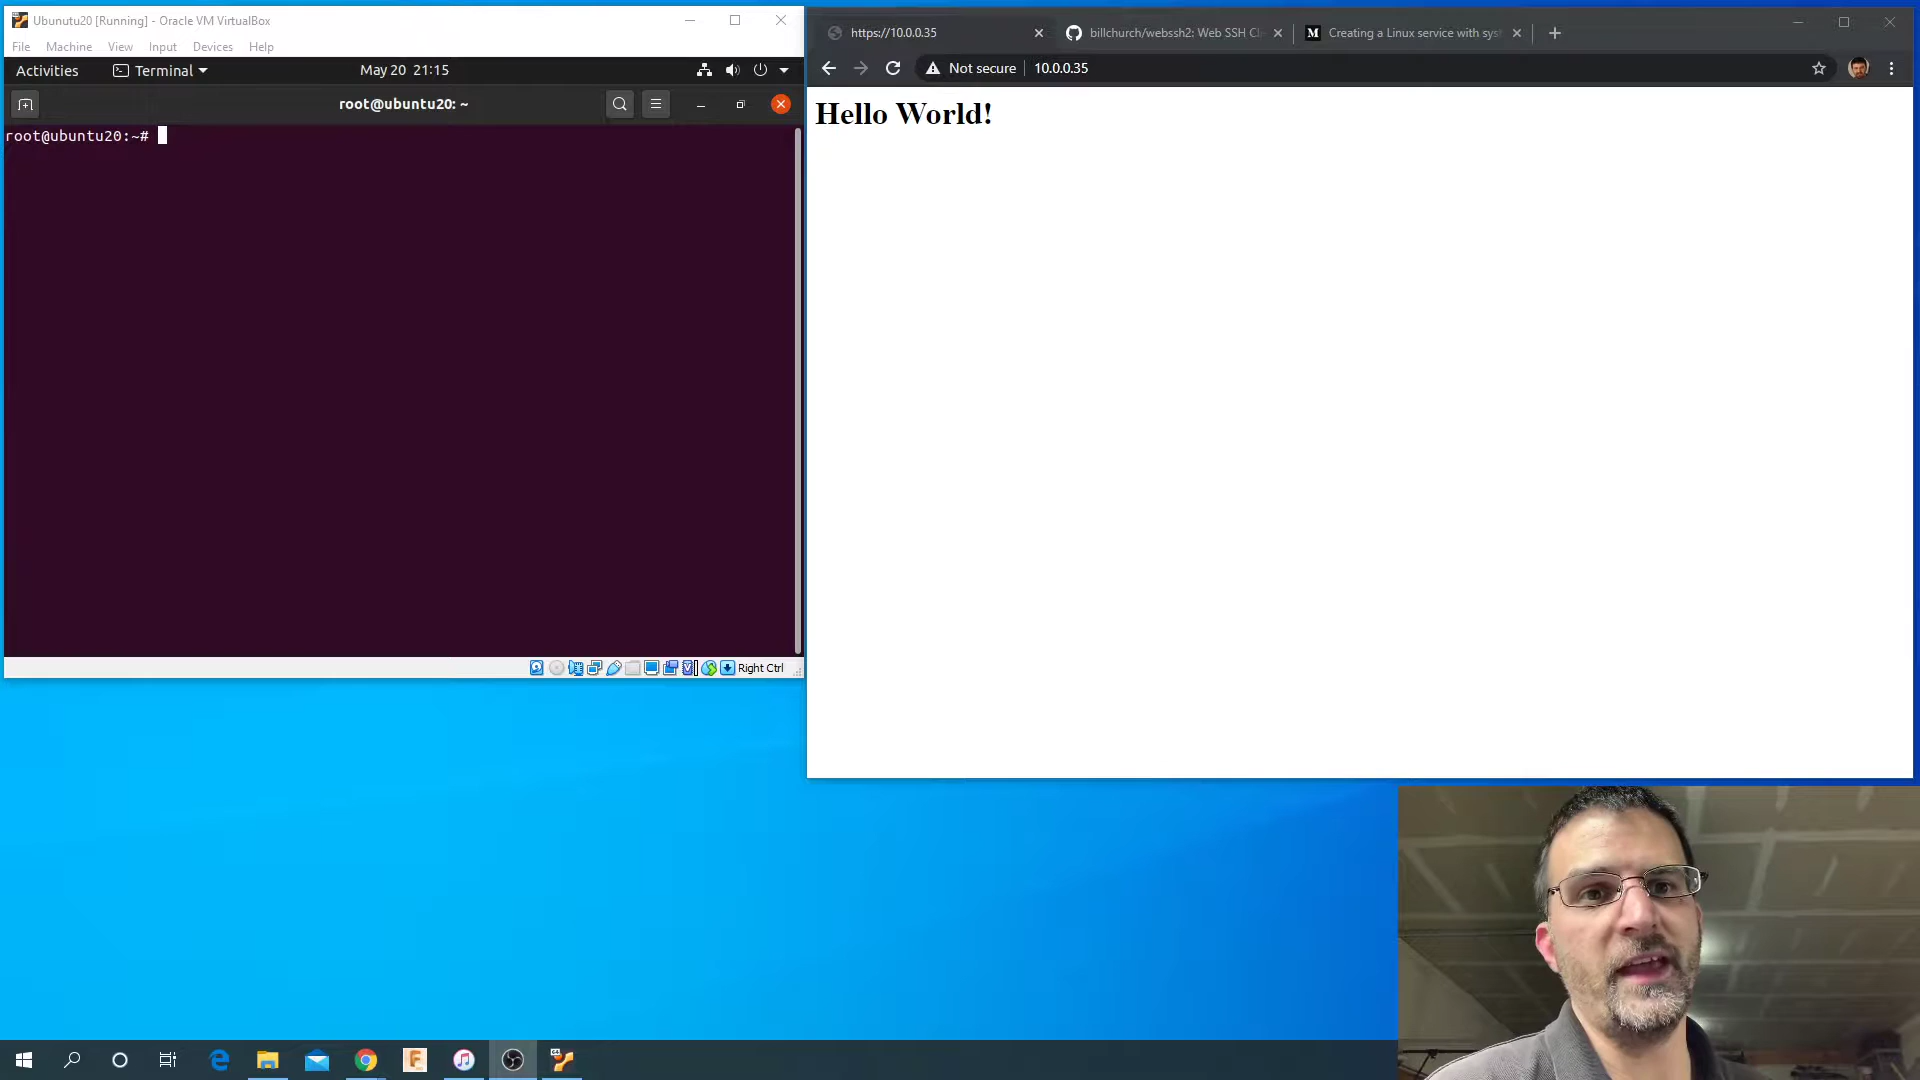 Ubunutu20 [Running] - Oracle VM VirtualBox
File Machine View Input Devices Help
Activities Terminal May 20 21:15
root@ubuntu20: ~
root@ubuntu20:~#
Right Ctrl
https://10.0.0.35
billchurch/webssh2: Web SSH Cli
Creating a Linux service with syst
Not secure 10.0.0.35
Hello World!